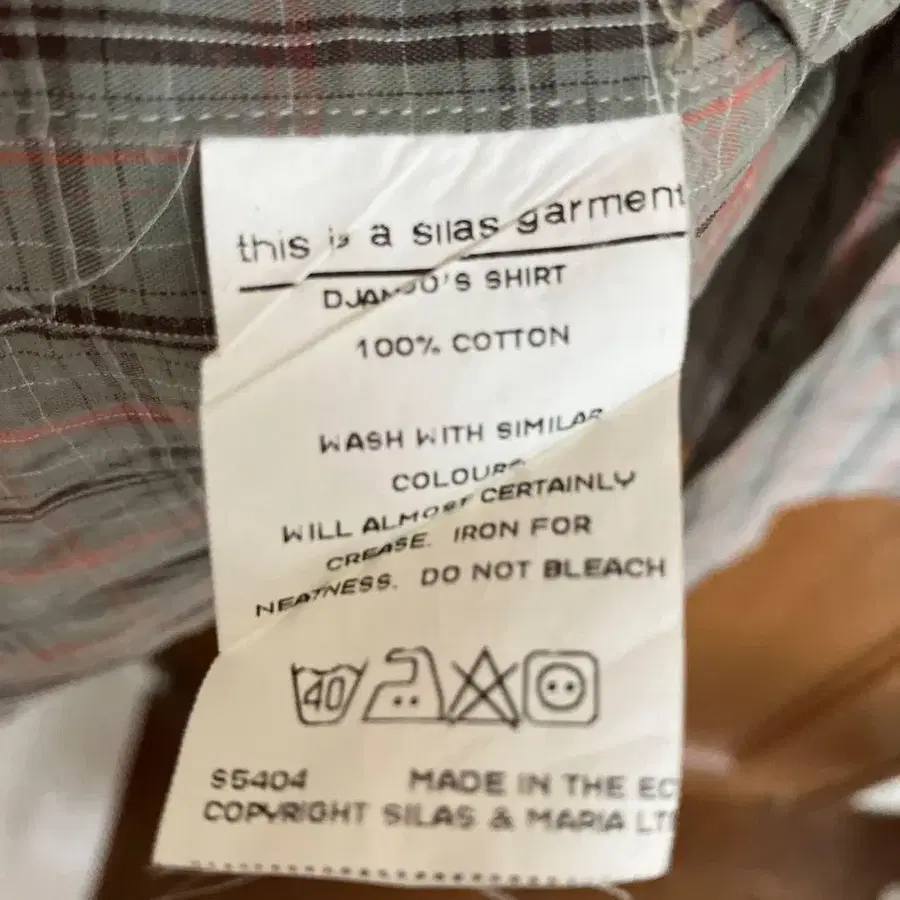 this is a silas garment
DJANGO'S SHIRT
100% COTTON
WASH WITH SIMILAR
COLOURS
WILL ALMOST CERTAINLY
CREASE. IRON FOR
NEATNESS. DO NOT BLEACH
40
S5404 MADE IN THE EC
COPYRIGHT SILAS & MARIA LT